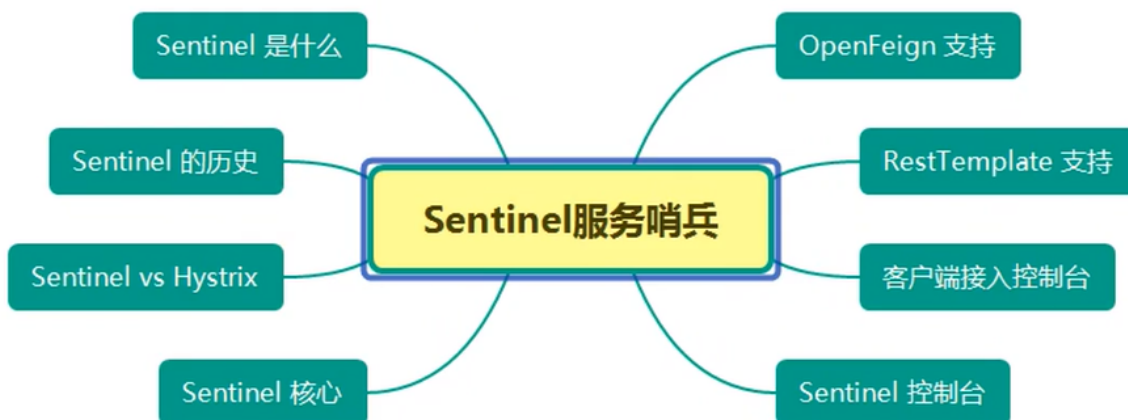 Sentinel 是什么
OpenFeign 支持
Sentinel 的历史
RestTemplate 支持
Sentinel服务哨兵
Sentinel vs Hystrix
客户端接入控制台
Sentinel 核心
Sentinel 控制台